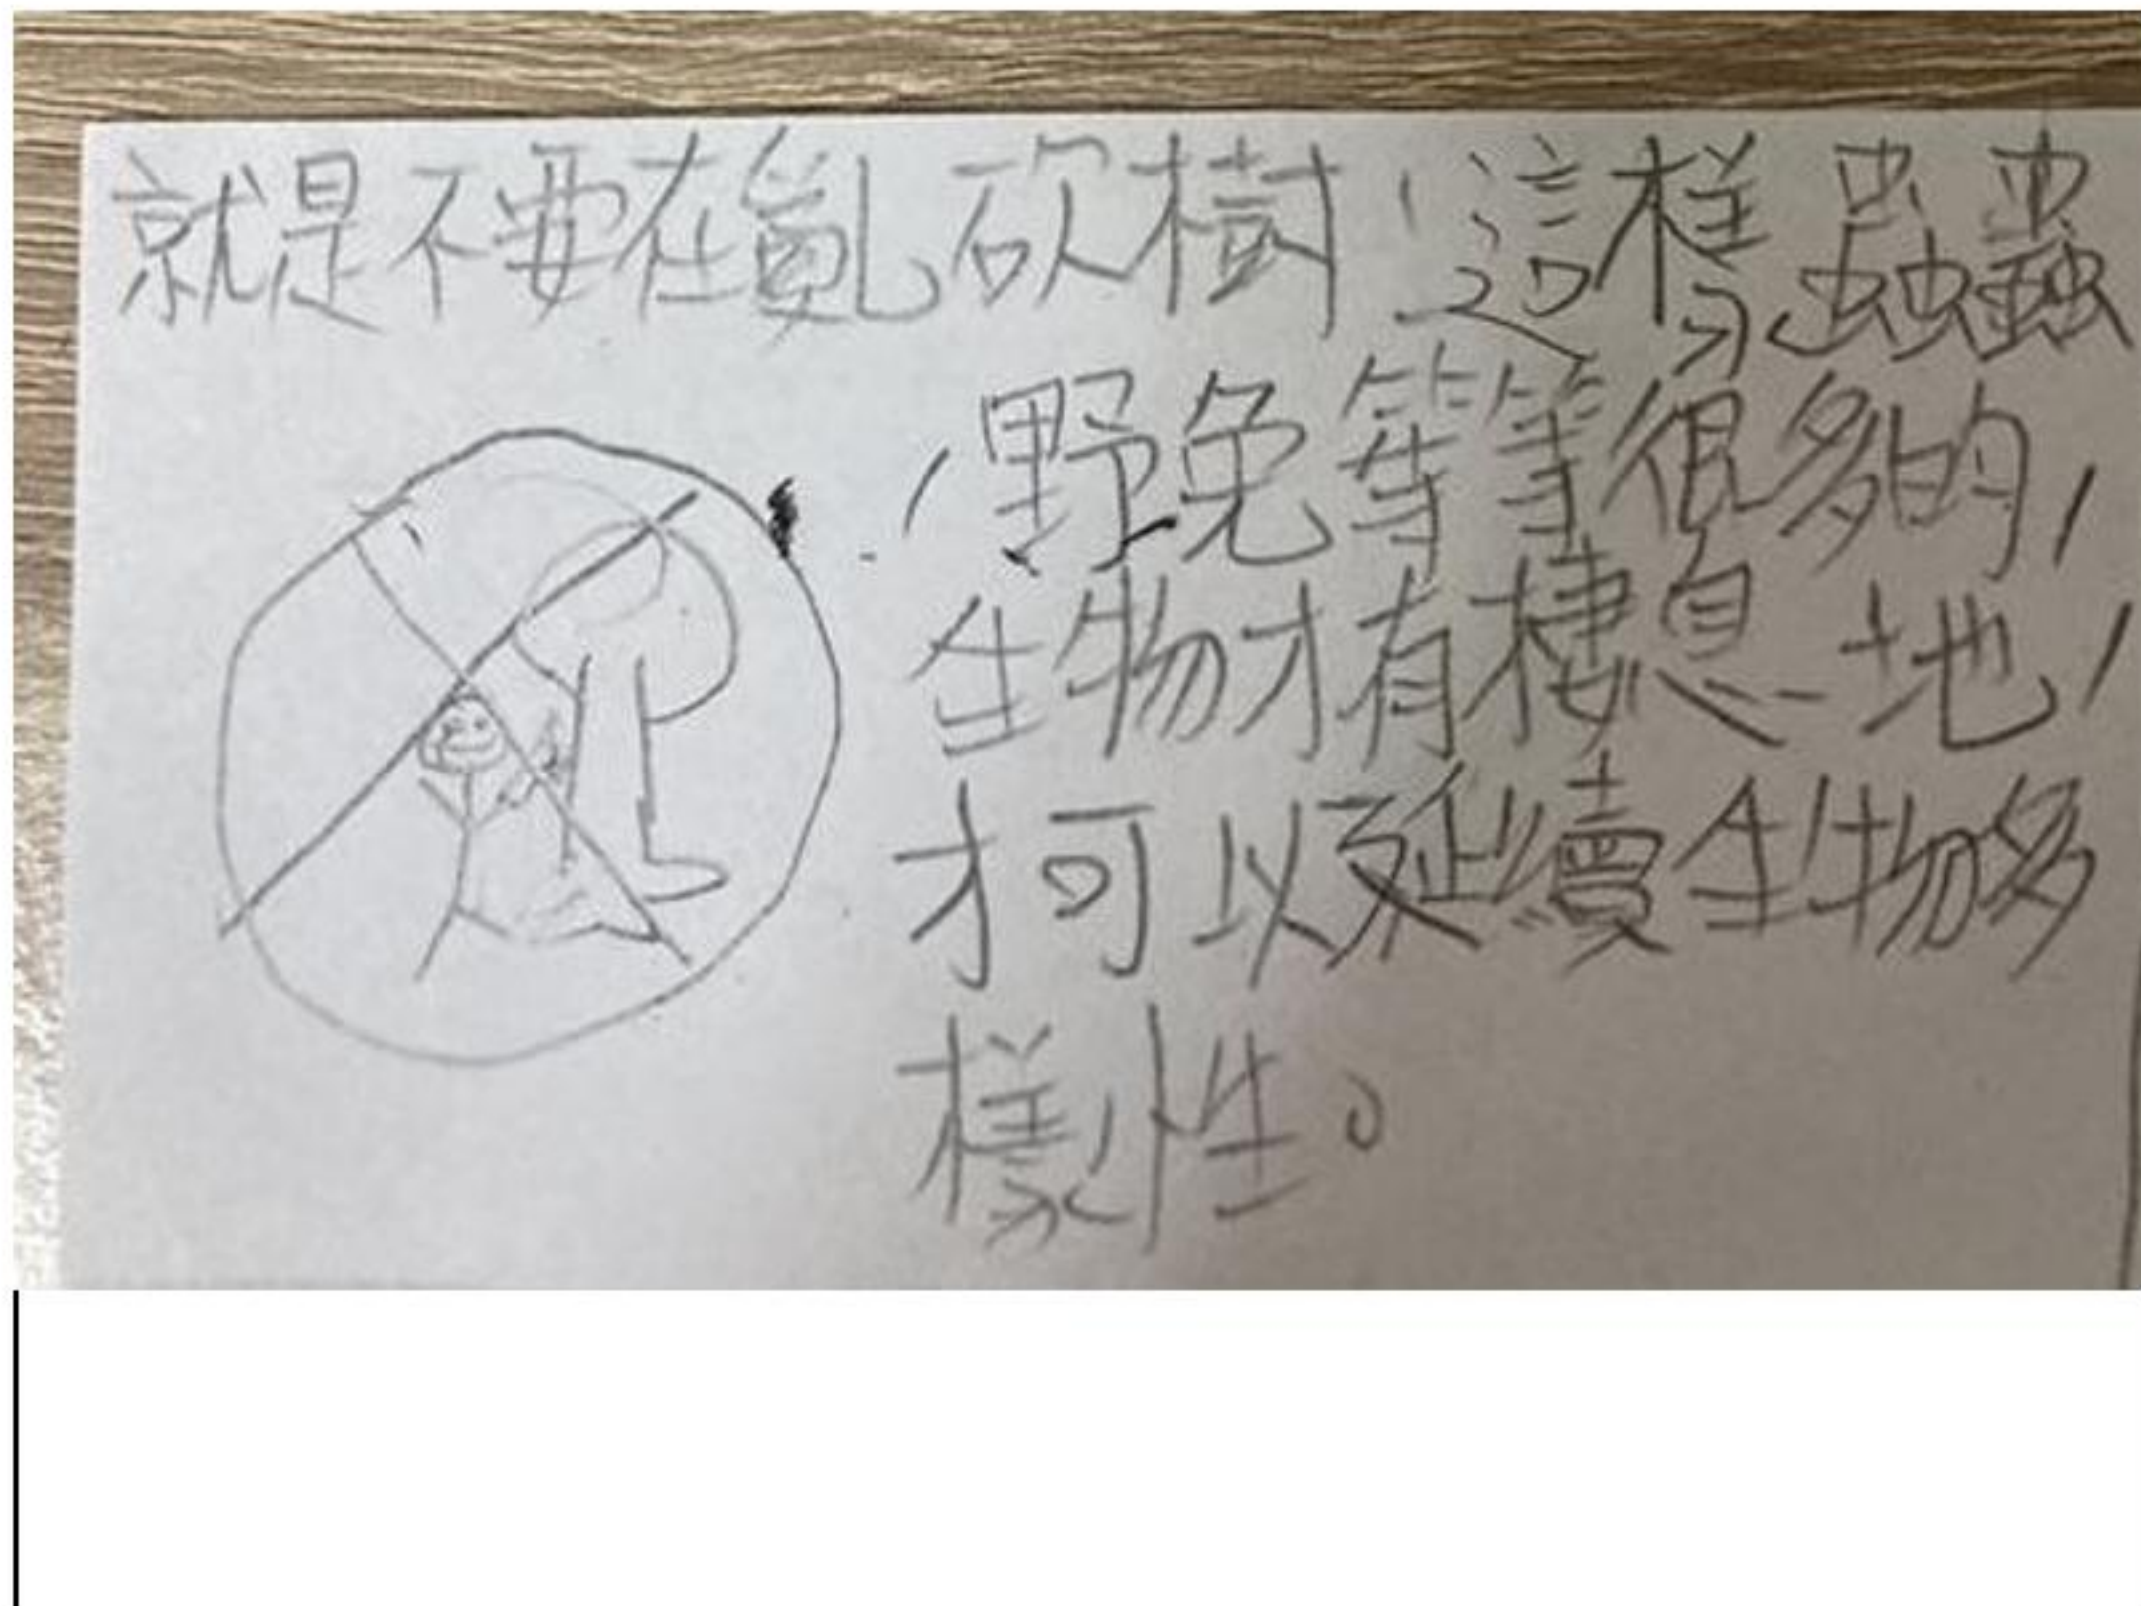 就是不要在亂砍樹,這樣蟲蟲
,野免等等很多的,
生物才有棲息地,
才可以延續生物多
樣性。